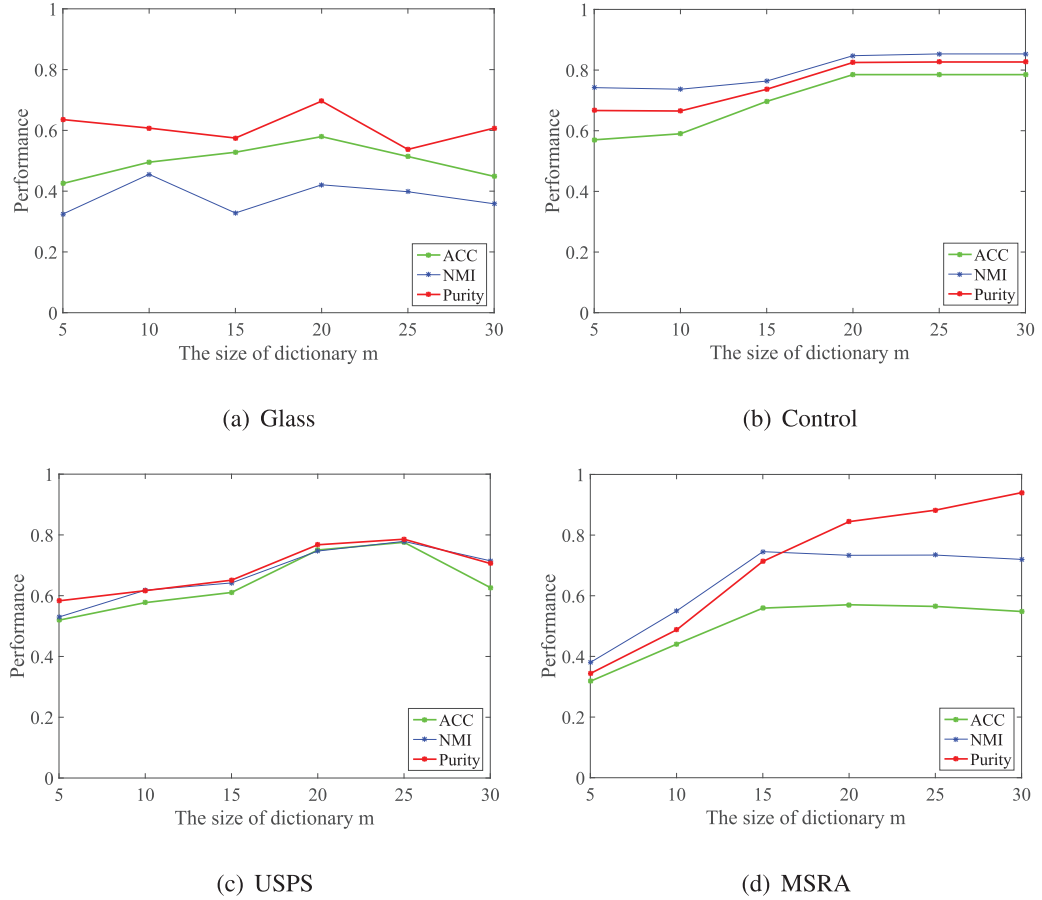 1
0.8
0.6
0.4
0.2
0
Performance
5 10 15 20 25 30
The size of dictionary m
ACC
NMI
Purity
(a) Glass
1
0.8
0.6
0.4
0.2
0
Performance
5 10 15 20 25 30
The size of dictionary m
ACC
NMI
Purity
(b) Control
1
0.8
0.6
0.4
0.2
0
Performance
5 10 15 20 25 30
The size of dictionary m
ACC
NMI
Purity
(c) USPS
1
0.8
0.6
0.4
0.2
0
Performance
5 10 15 20 25 30
The size of dictionary m
ACC
NMI
Purity
(d) MSRA